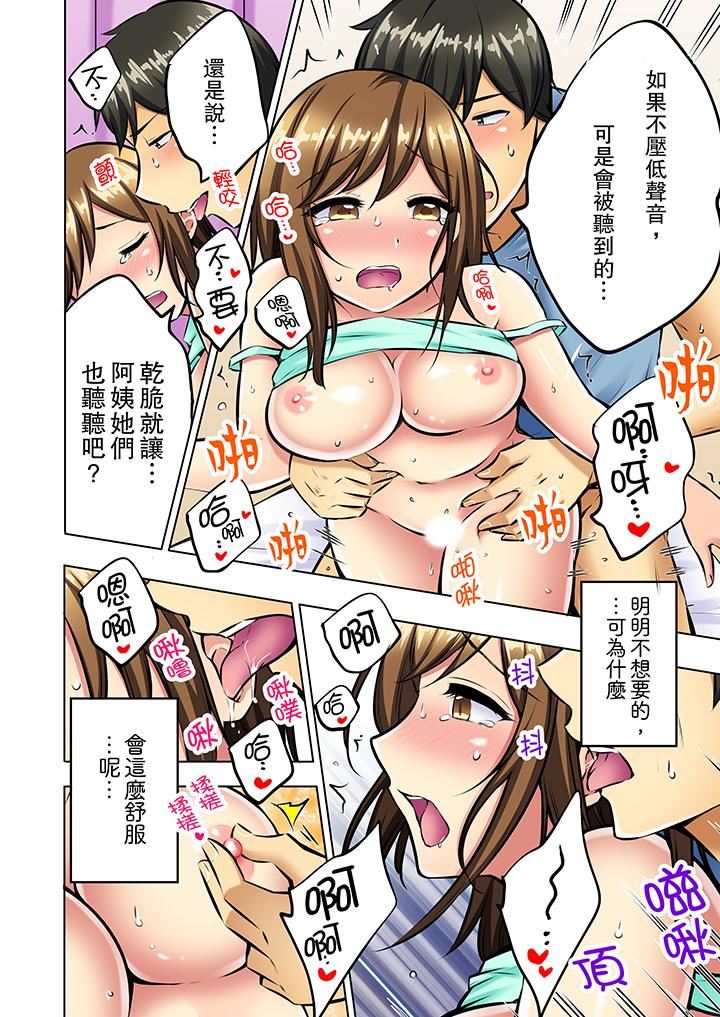 如果不壓低聲音，
可是會被聽到的…
哈…
哈…
哈啊
嗯啊
啪
啪
啊…
呀…
啪
啪
啪
啪啾
還是說…
不…
顫
輕咬
不…要
乾脆就讓…
阿姨她們
也聽聽吧？
哈…啊
明明不想要的，
…可為什麼
抖
抖
啊
哈
啊…
啊
滋啾
頂
嗯啊
啾嚕
啾噗
啾
哈…
會這麼舒服
…呢…
揉搓
揉搓
啊
啊